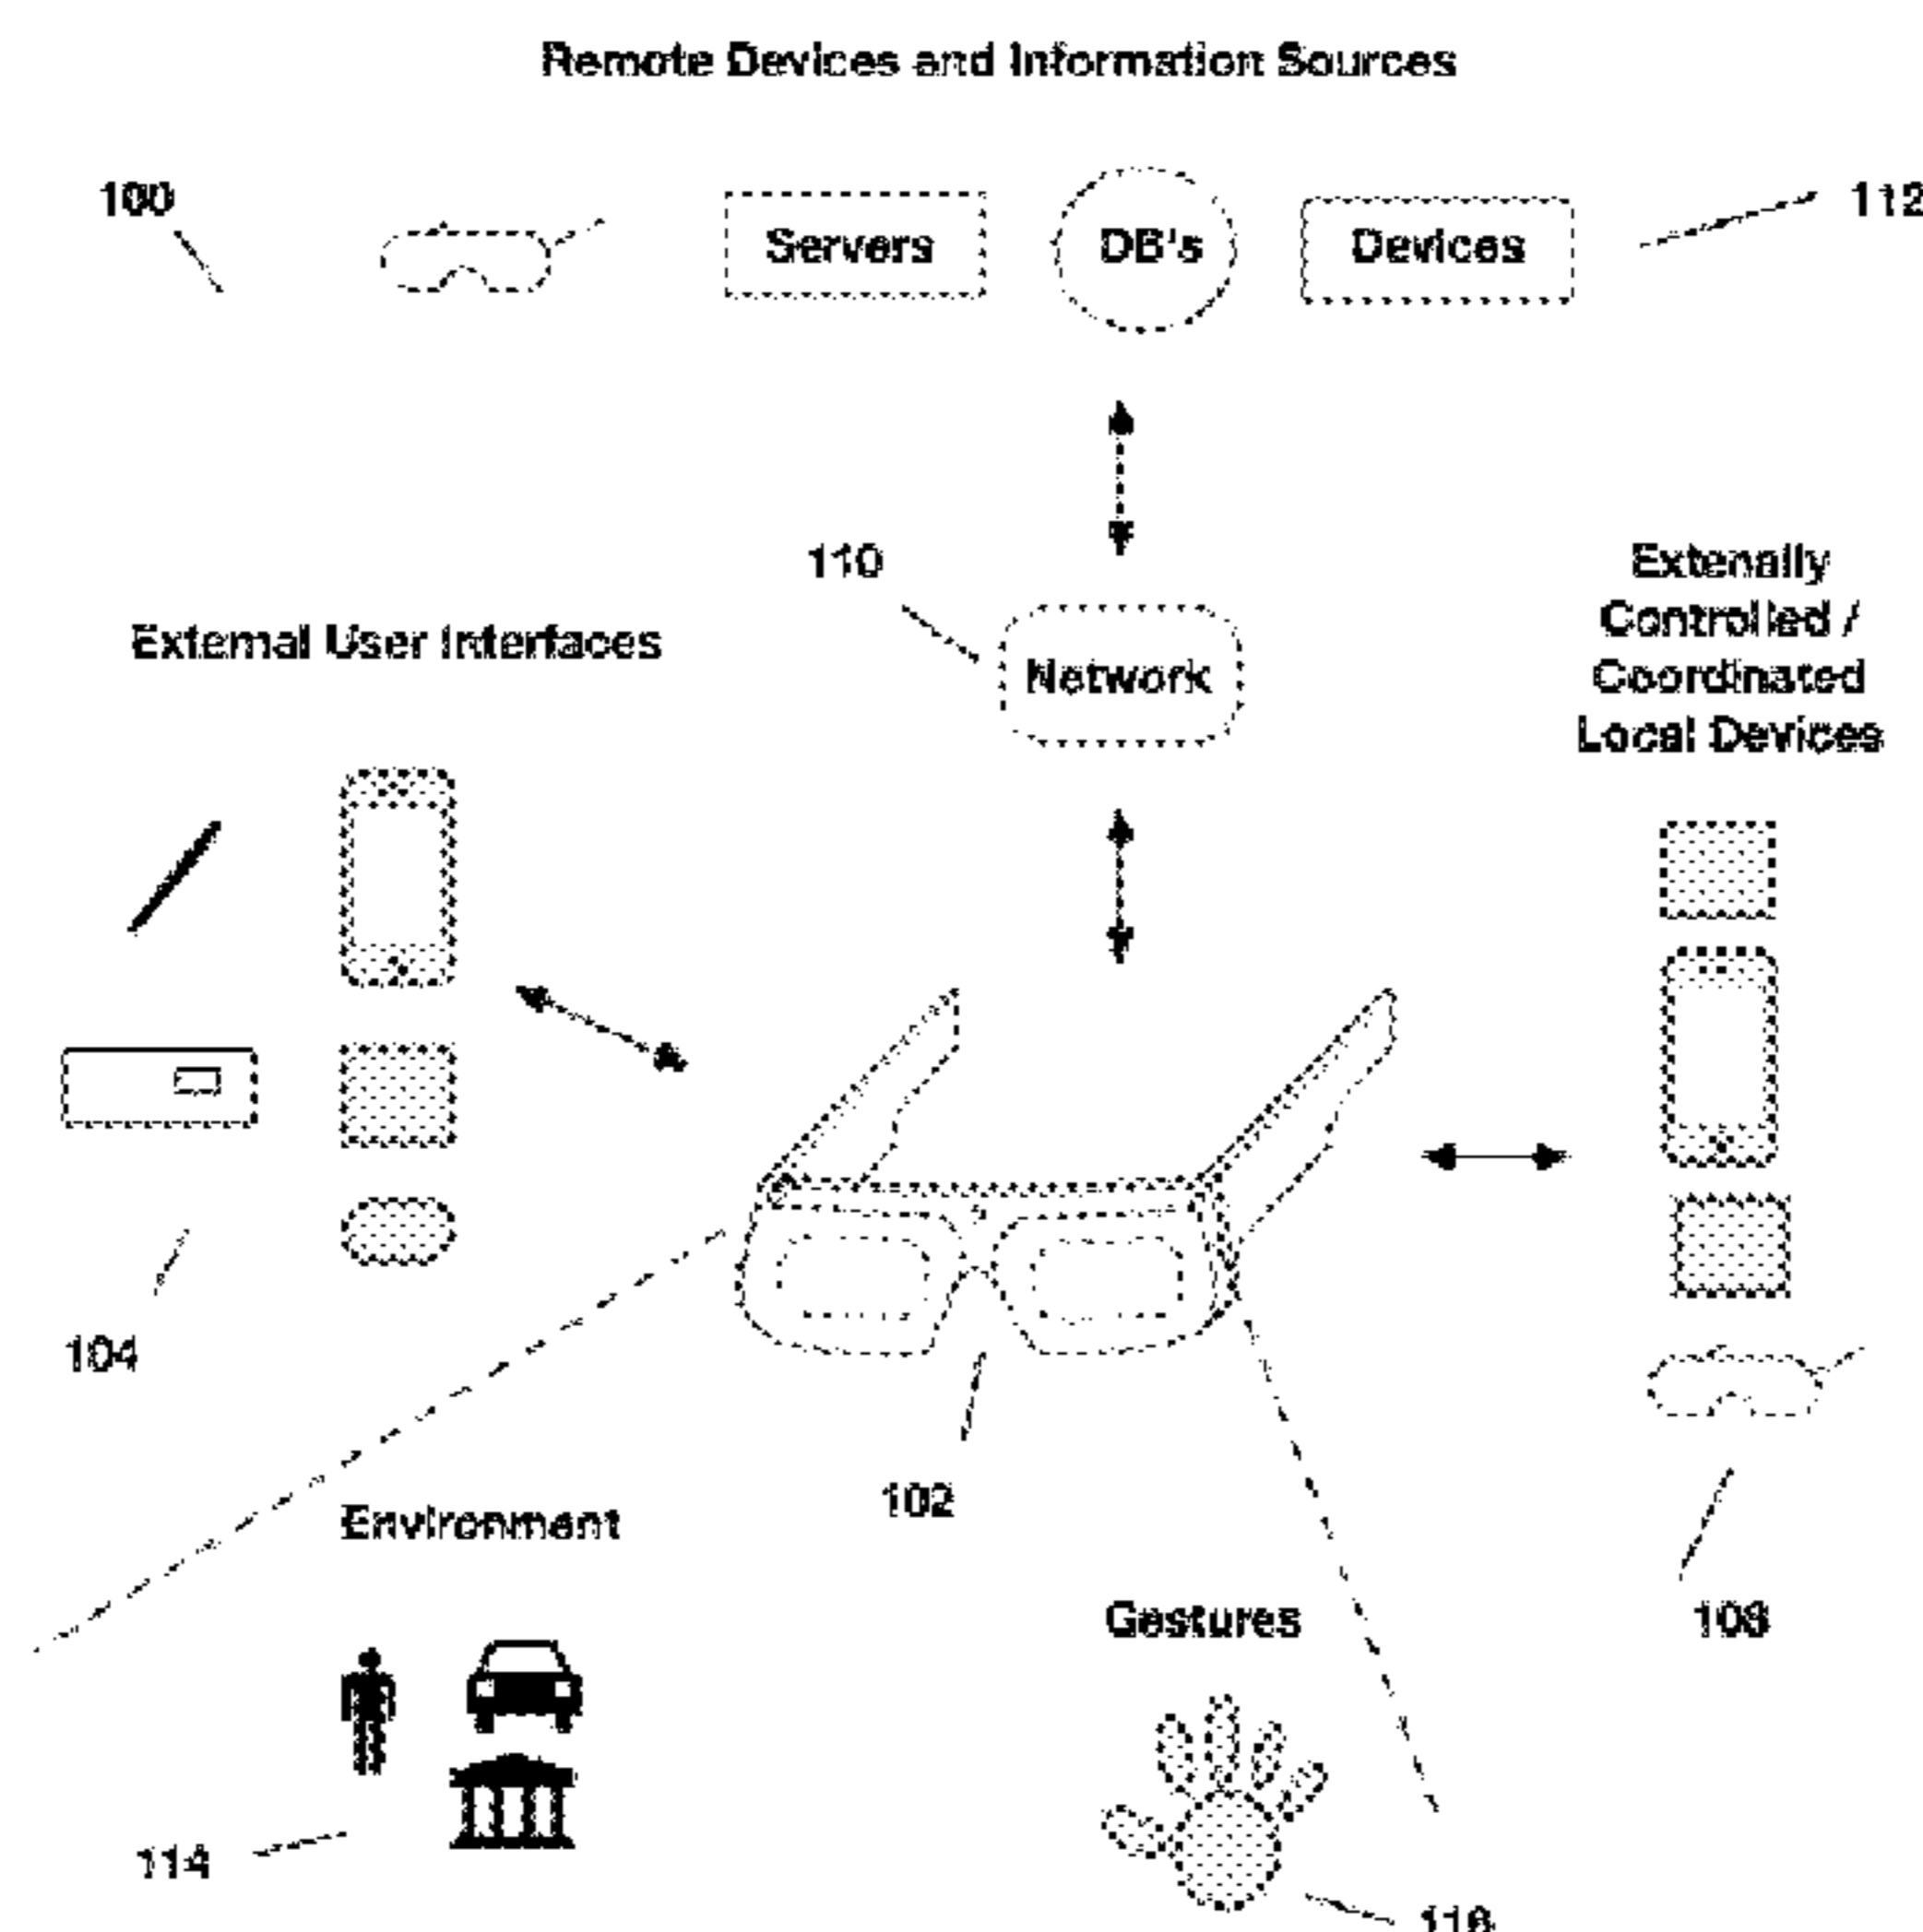 Remote Devices and Information Sources
100
Servers
DB's
Devices
112
110
Network
External User Interfaces
Extenally
Controlled /
Coordinated
Local Devices
104
102
108
Environment
Gestures
114